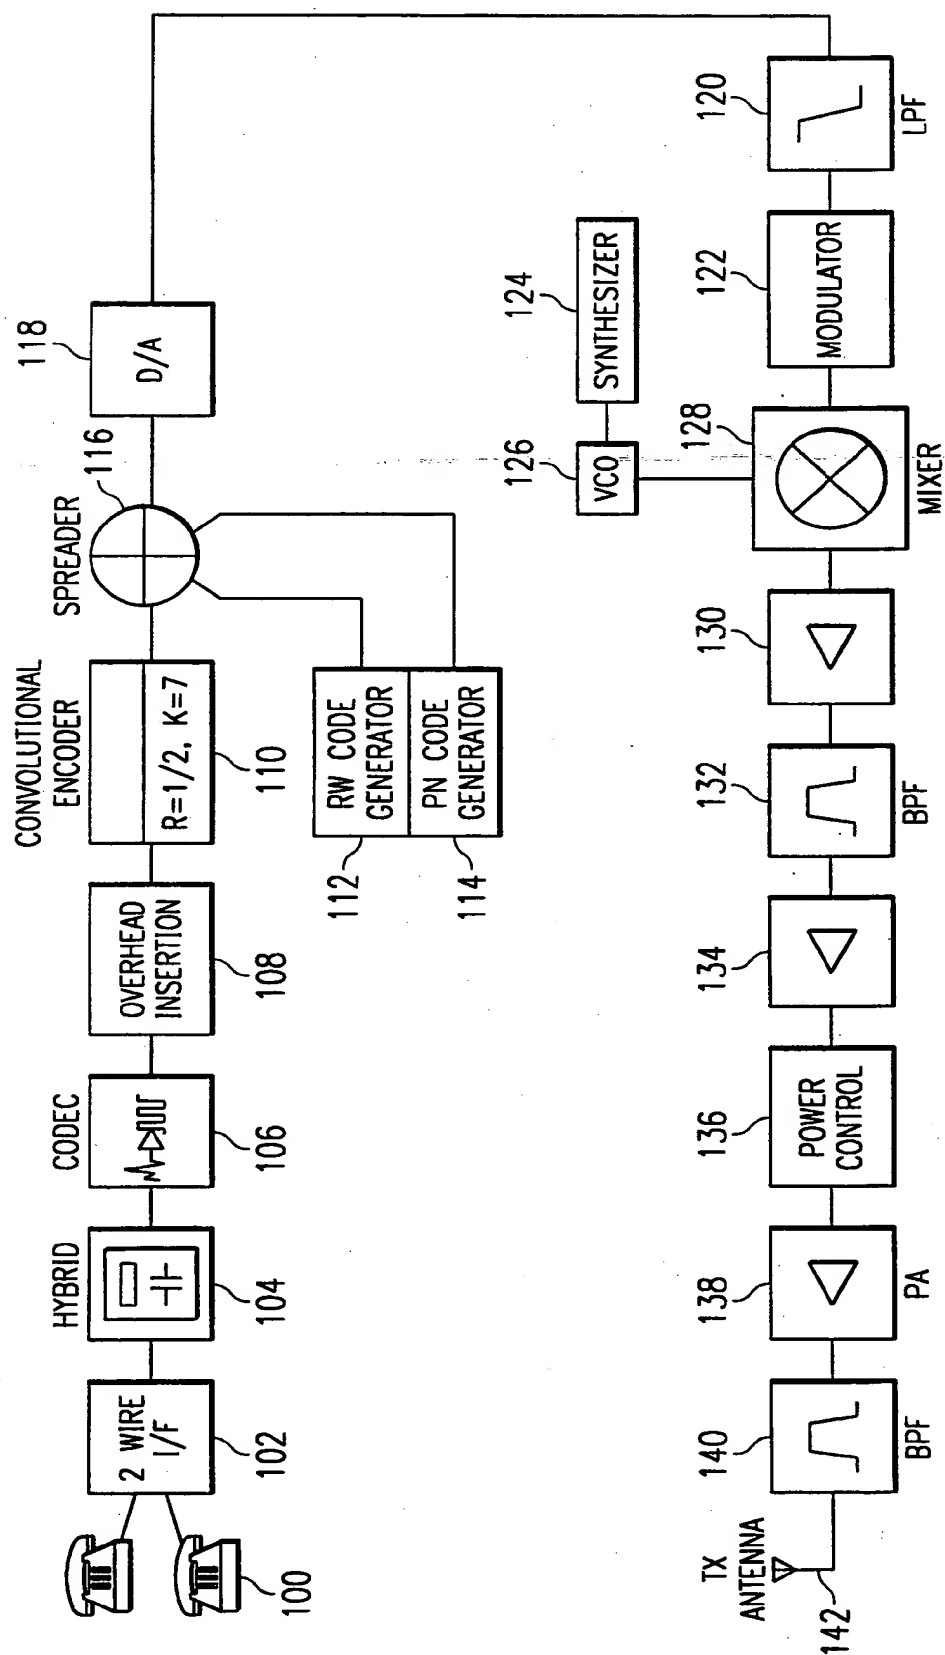 100
2 WIRE
I/F
102
HYBRID
104
CODEC
106
OVERHEAD
INSERTION
108
CONVOLUTIONAL
ENCODER
R=1/2, K=7
110
RW CODE
GENERATOR
112
PN CODE
GENERATOR
114
SPREADER
116
D/A
118
120
LPF
MODULATOR
122
SYNTHESIZER
124
VCO
126
128
MIXER
130
132
BPF
134
POWER
CONTROL
136
138
PA
140
BPF
TX
ANTENNA
142